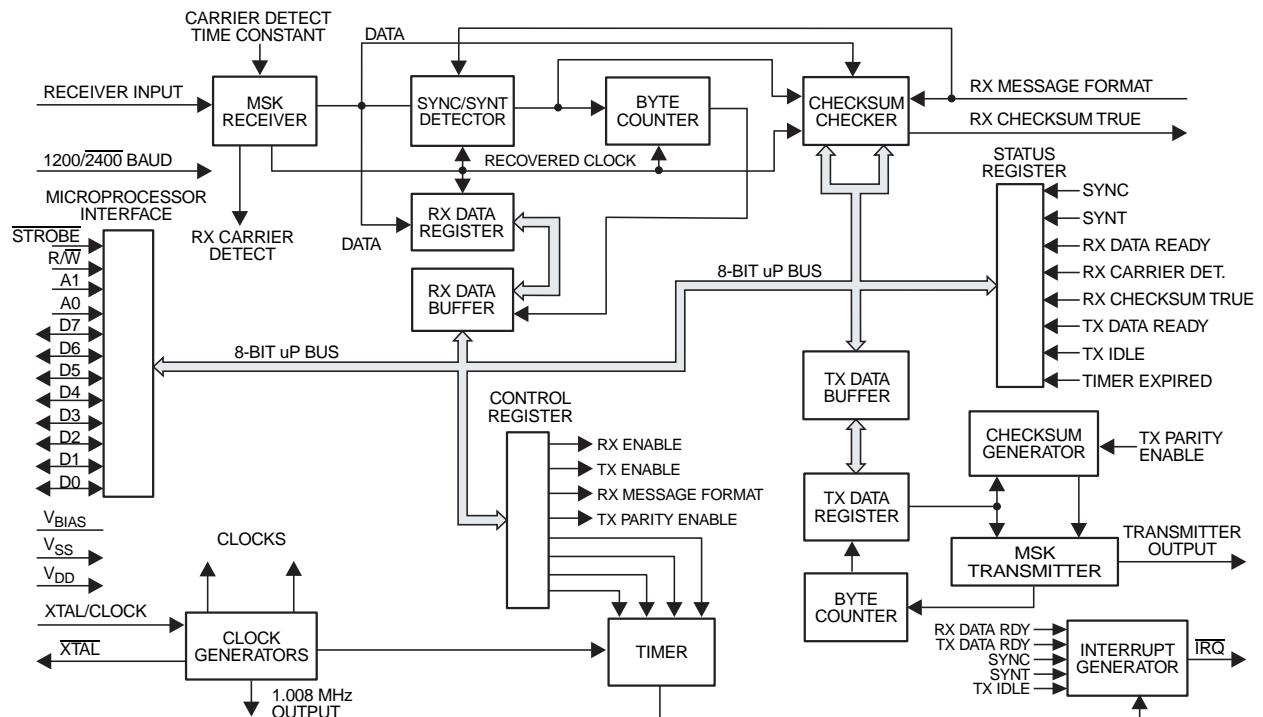 CARRIER DETECT
TIME CONSTANT
DATA
RECEIVER INPUT
MSK
RECEIVER
SYNC/SYNT
DETECTOR
BYTE
COUNTER
CHECKSUM
CHECKER
RX MESSAGE FORMAT
RX CHECKSUM TRUE
1200/2400 BAUD
RECOVERED CLOCK
STATUS
REGISTER
MICROPROCESSOR
INTERFACE
RX CARRIER
DETECT
DATA
RX DATA
REGISTER
RX DATA
BUFFER
SYNC
SYNT
RX DATA READY
RX CARRIER DET.
RX CHECKSUM TRUE
TX DATA READY
TX IDLE
TIMER EXPIRED
STROBE
R/W
A1
A0
D7
D6
D5
D4
D3
D2
D1
D0
8-BIT uP BUS
8-BIT uP BUS
TX DATA
BUFFER
CONTROL
REGISTER
RX ENABLE
TX ENABLE
RX MESSAGE FORMAT
TX PARITY ENABLE
CHECKSUM
GENERATOR
TX PARITY
ENABLE
TX DATA
REGISTER
MSK
TRANSMITTER
TRANSMITTER
OUTPUT
BYTE
COUNTER
VBIAS
VSS
VDD
CLOCKS
XTAL/CLOCK
XTAL
CLOCK
GENERATORS
1.008 MHz
OUTPUT
TIMER
RX DATA RDY
TX DATA RDY
SYNC
SYNT
TX IDLE
INTERRUPT
GENERATOR
IRQ